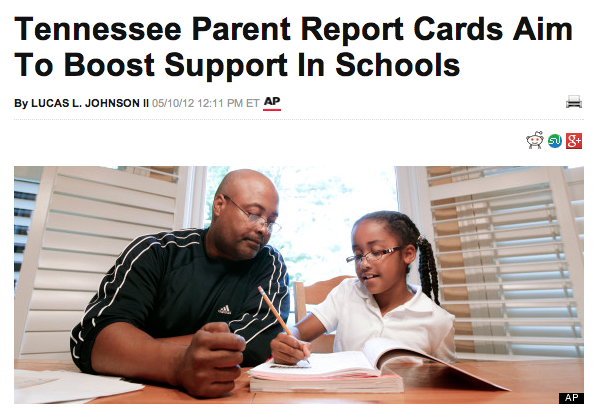 Tennessee Parent Report Cards Aim
To Boost Support In Schools
By LUCAS L. JOHNSON II 05/10/12 12:11 PM ET AP
g+
adidas
AP